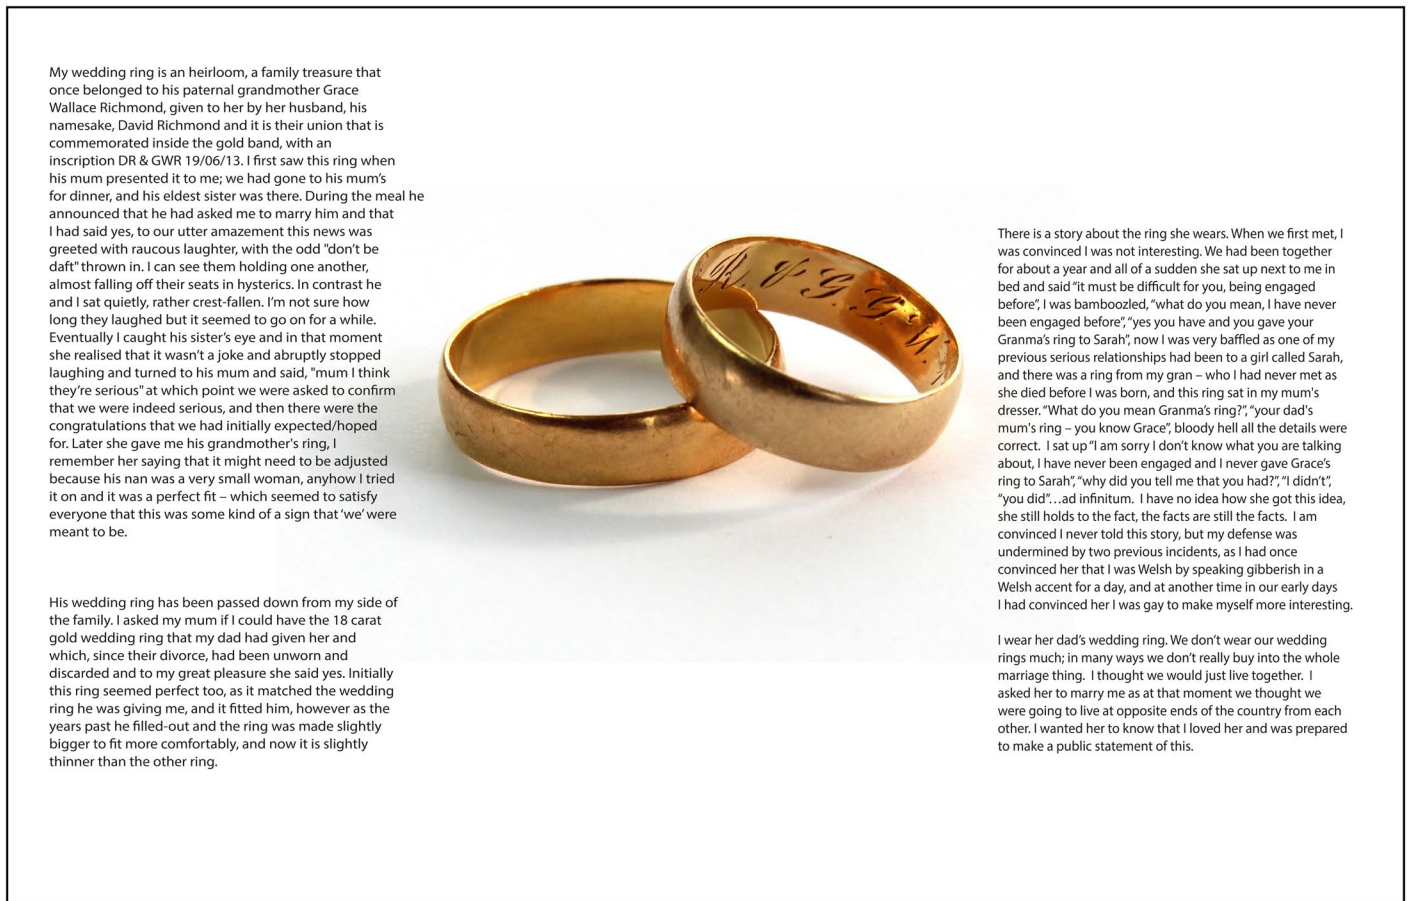 My wedding ring is an heirloom, a family treasure that
once belonged to his paternal grandmother Grace
Wallace Richmond, given to her by her husband, his
namesake, David Richmond and it is their union that is
commemorated inside the gold band, with an
inscription DR & GWR 19/06/13. I first saw this ring when
his mum presented it to me; we had gone to his mum's
for dinner, and his eldest sister was there. During the meal he
announced that he had asked me to marry him and that
I had said yes, to our utter amazement this news was
greeted with raucous laughter, with the odd "don't be
daft" thrown in. I can see them holding one another,
almost falling off their seats in hysterics. In contrast he
and I sat quietly, rather crest-fallen. I'm not sure how
long they laughed but it seemed to go on for a while.
Eventually I caught his sister's eye and in that moment
she realised that it wasn't a joke and abruptly stopped
laughing and turned to his mum and said, "mum I think
they're serious" at which point we were asked to confirm
that we were indeed serious, and then there were the
congratulations that we had initially expected/hoped
for. Later she gave me his grandmother's ring, I
remember her saying that it might need to be adjusted
because his nan was a very small woman, anyhow I tried
it on and it was a perfect fit – which seemed to satisfy
everyone that this was some kind of a sign that 'we' were
meant to be.
His wedding ring has been passed down from my side of
the family. I asked my mum if I could have the 18 carat
gold wedding ring that my dad had given her and
which, since their divorce, had been unworn and
discarded and to my great pleasure she said yes. Initially
this ring seemed perfect too, as it matched the wedding
ring he was giving me, and it fitted him, however as the
years past he filled-out and the ring was made slightly
bigger to fit more comfortably, and now it is slightly
thinner than the other ring.
R. & G. G. W.
There is a story about the ring she wears. When we first met, I
was convinced I was not interesting. We had been together
for about a year and all of a sudden she sat up next to me in
bed and said "it must be difficult for you, being engaged
before", I was bamboozled, "what do you mean, I have never
been engaged before", "yes you have and you gave your
Granma's ring to Sarah", now I was very baffled as one of my
previous serious relationships had been to a girl called Sarah,
and there was a ring from my gran – who I had never met as
she died before I was born, and this ring sat in my mum's
dresser. "What do you mean Granma's ring?", "your dad's
mum's ring – you know Grace", bloody hell all the details were
correct. I sat up "I am sorry I don't know what you are talking
about, I have never been engaged and I never gave Grace's
ring to Sarah", "why did you tell me that you had?", "I didn't",
"you did"…ad infinitum. I have no idea how she got this idea,
she still holds to the fact, the facts are still the facts. I am
convinced I never told this story, but my defense was
undermined by two previous incidents, as I had once
convinced her that I was Welsh by speaking gibberish in a
Welsh accent for a day, and at another time in our early days
I had convinced her I was gay to make myself more interesting.
I wear her dad's wedding ring. We don't wear our wedding
rings much; in many ways we don't really buy into the whole
marriage thing. I thought we would just live together. I
asked her to marry me as at that moment we thought we
were going to live at opposite ends of the country from each
other. I wanted her to know that I loved her and was prepared
to make a public statement of this.